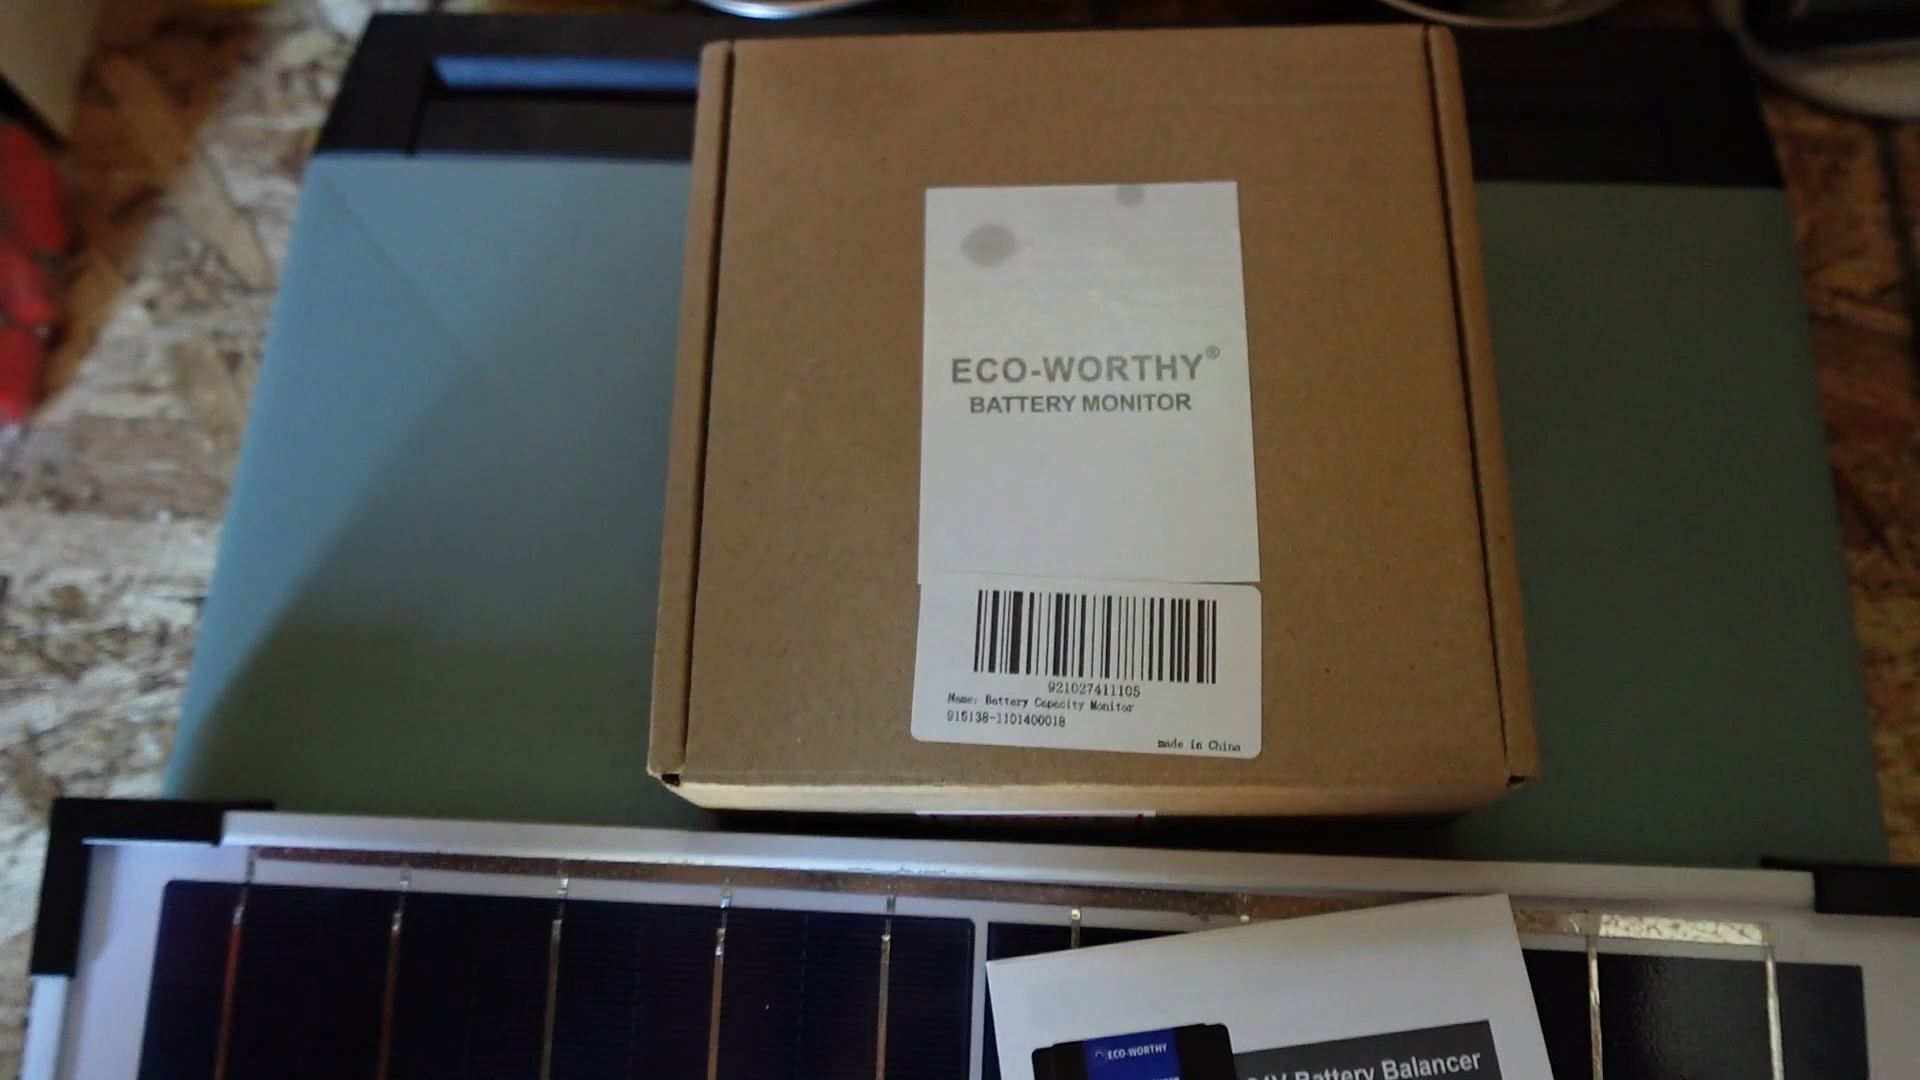 ECO-WORTHY®
BATTERY MONITOR
921027411105
Name: Battery Capacity Monitor
915138-1101400018
made in China
ECO-WORTHY
Battery Balancer